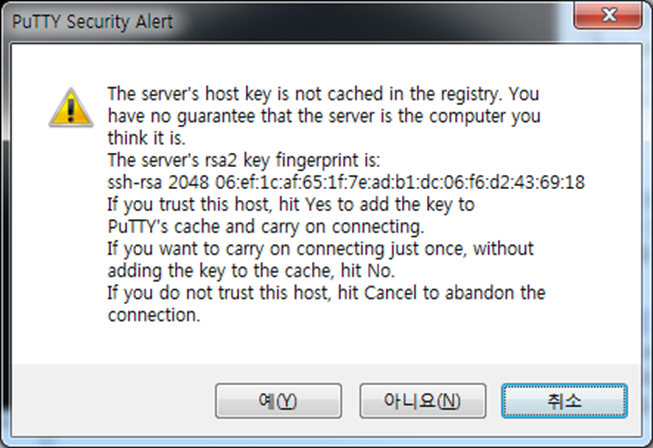 PuTTY Security Alert
The server's host key is not cached in the registry. You
have no guarantee that the server is the computer you
think it is.
The server's rsa2 key fingerprint is:
ssh-rsa 2048 06:ef:1c:af:65:1f:7e:ad:b1:dc:06:f6:d2:43:69:18
If you trust this host, hit Yes to add the key to
PuTTY's cache and carry on connecting.
If you want to carry on connecting just once, without
adding the key to the cache, hit No.
If you do not trust this host, hit Cancel to abandon the
connection.
예(Y) 아니요(N) 취소